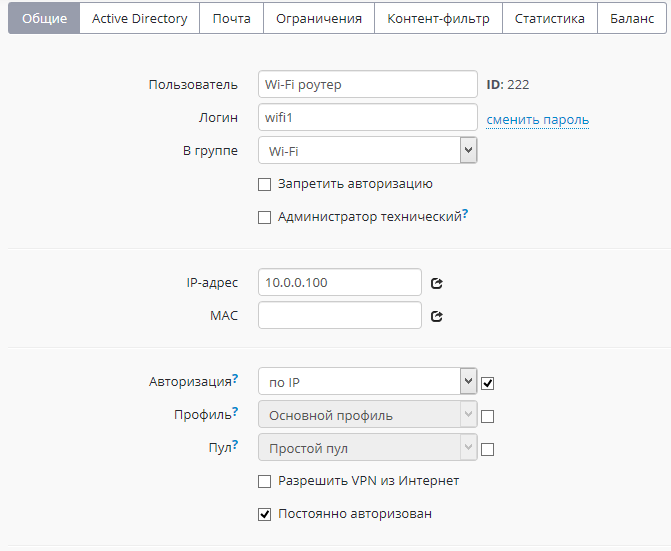 Общие Active Directory Почта Ограничения Контент-фильтр Статистика Баланс
Пользователь Wi-Fi роутер ID: 222
Логин wifi1 сменить пароль
В группе Wi-Fi
Запретить авторизацию
Администратор технический?
IP-адрес 10.0.0.100
MAC
Авторизация? по IP
Профиль? Основной профиль
Пул? Простой пул
Разрешить VPN из Интернет
Постоянно авторизован